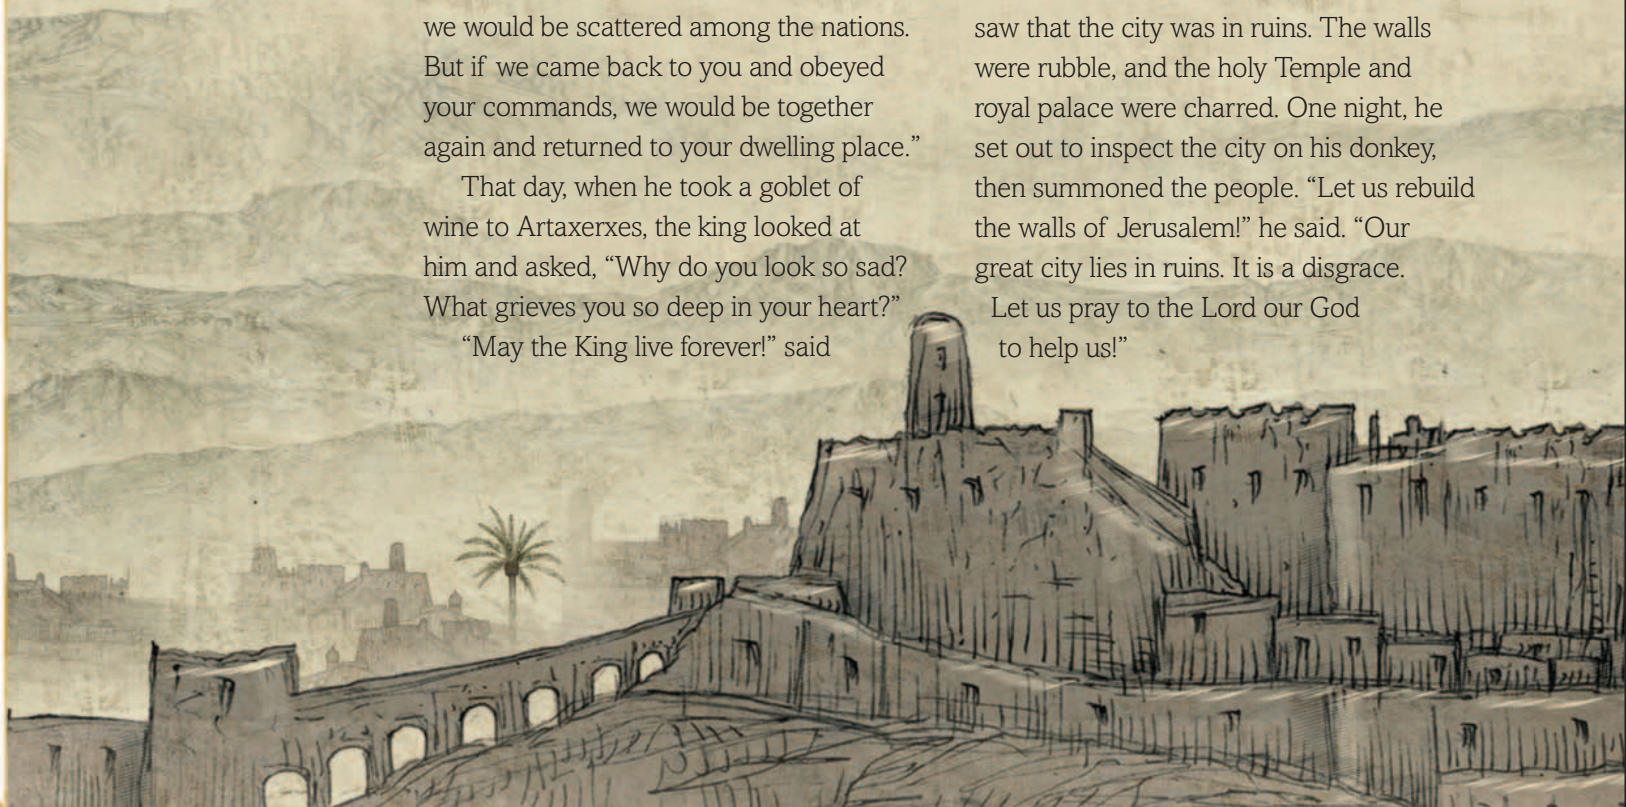 we would be scattered among the nations.
But if we came back to you and obeyed
your commands, we would be together
again and returned to your dwelling place.”
That day, when he took a goblet of
wine to Artaxerxes, the king looked at
him and asked, “Why do you look so sad?
What grieves you so deep in your heart?”
“May the King live forever!” said
saw that the city was in ruins. The walls
were rubble, and the holy Temple and
royal palace were charred. One night, he
set out to inspect the city on his donkey,
then summoned the people. “Let us rebuild
the walls of Jerusalem!” he said. “Our
great city lies in ruins. It is a disgrace.
Let us pray to the Lord our God
to help us!”